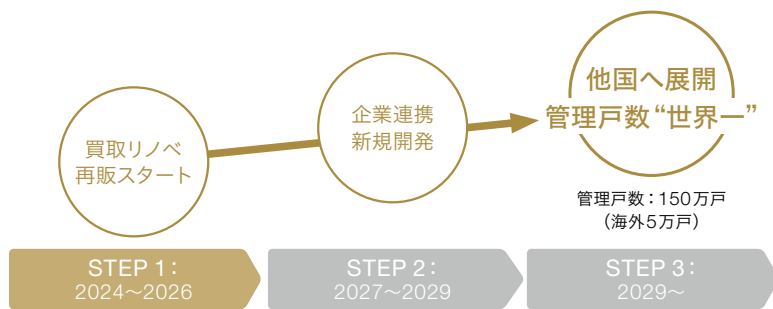 買取リノベ
再販スタート
企業連携
新規開発
他国へ展開
管理戸数“世界一”
管理戸数：150万戸
（海外5万戸）
STEP 1：
2024〜2026
STEP 2：
2027〜2029
STEP 3：
2029〜